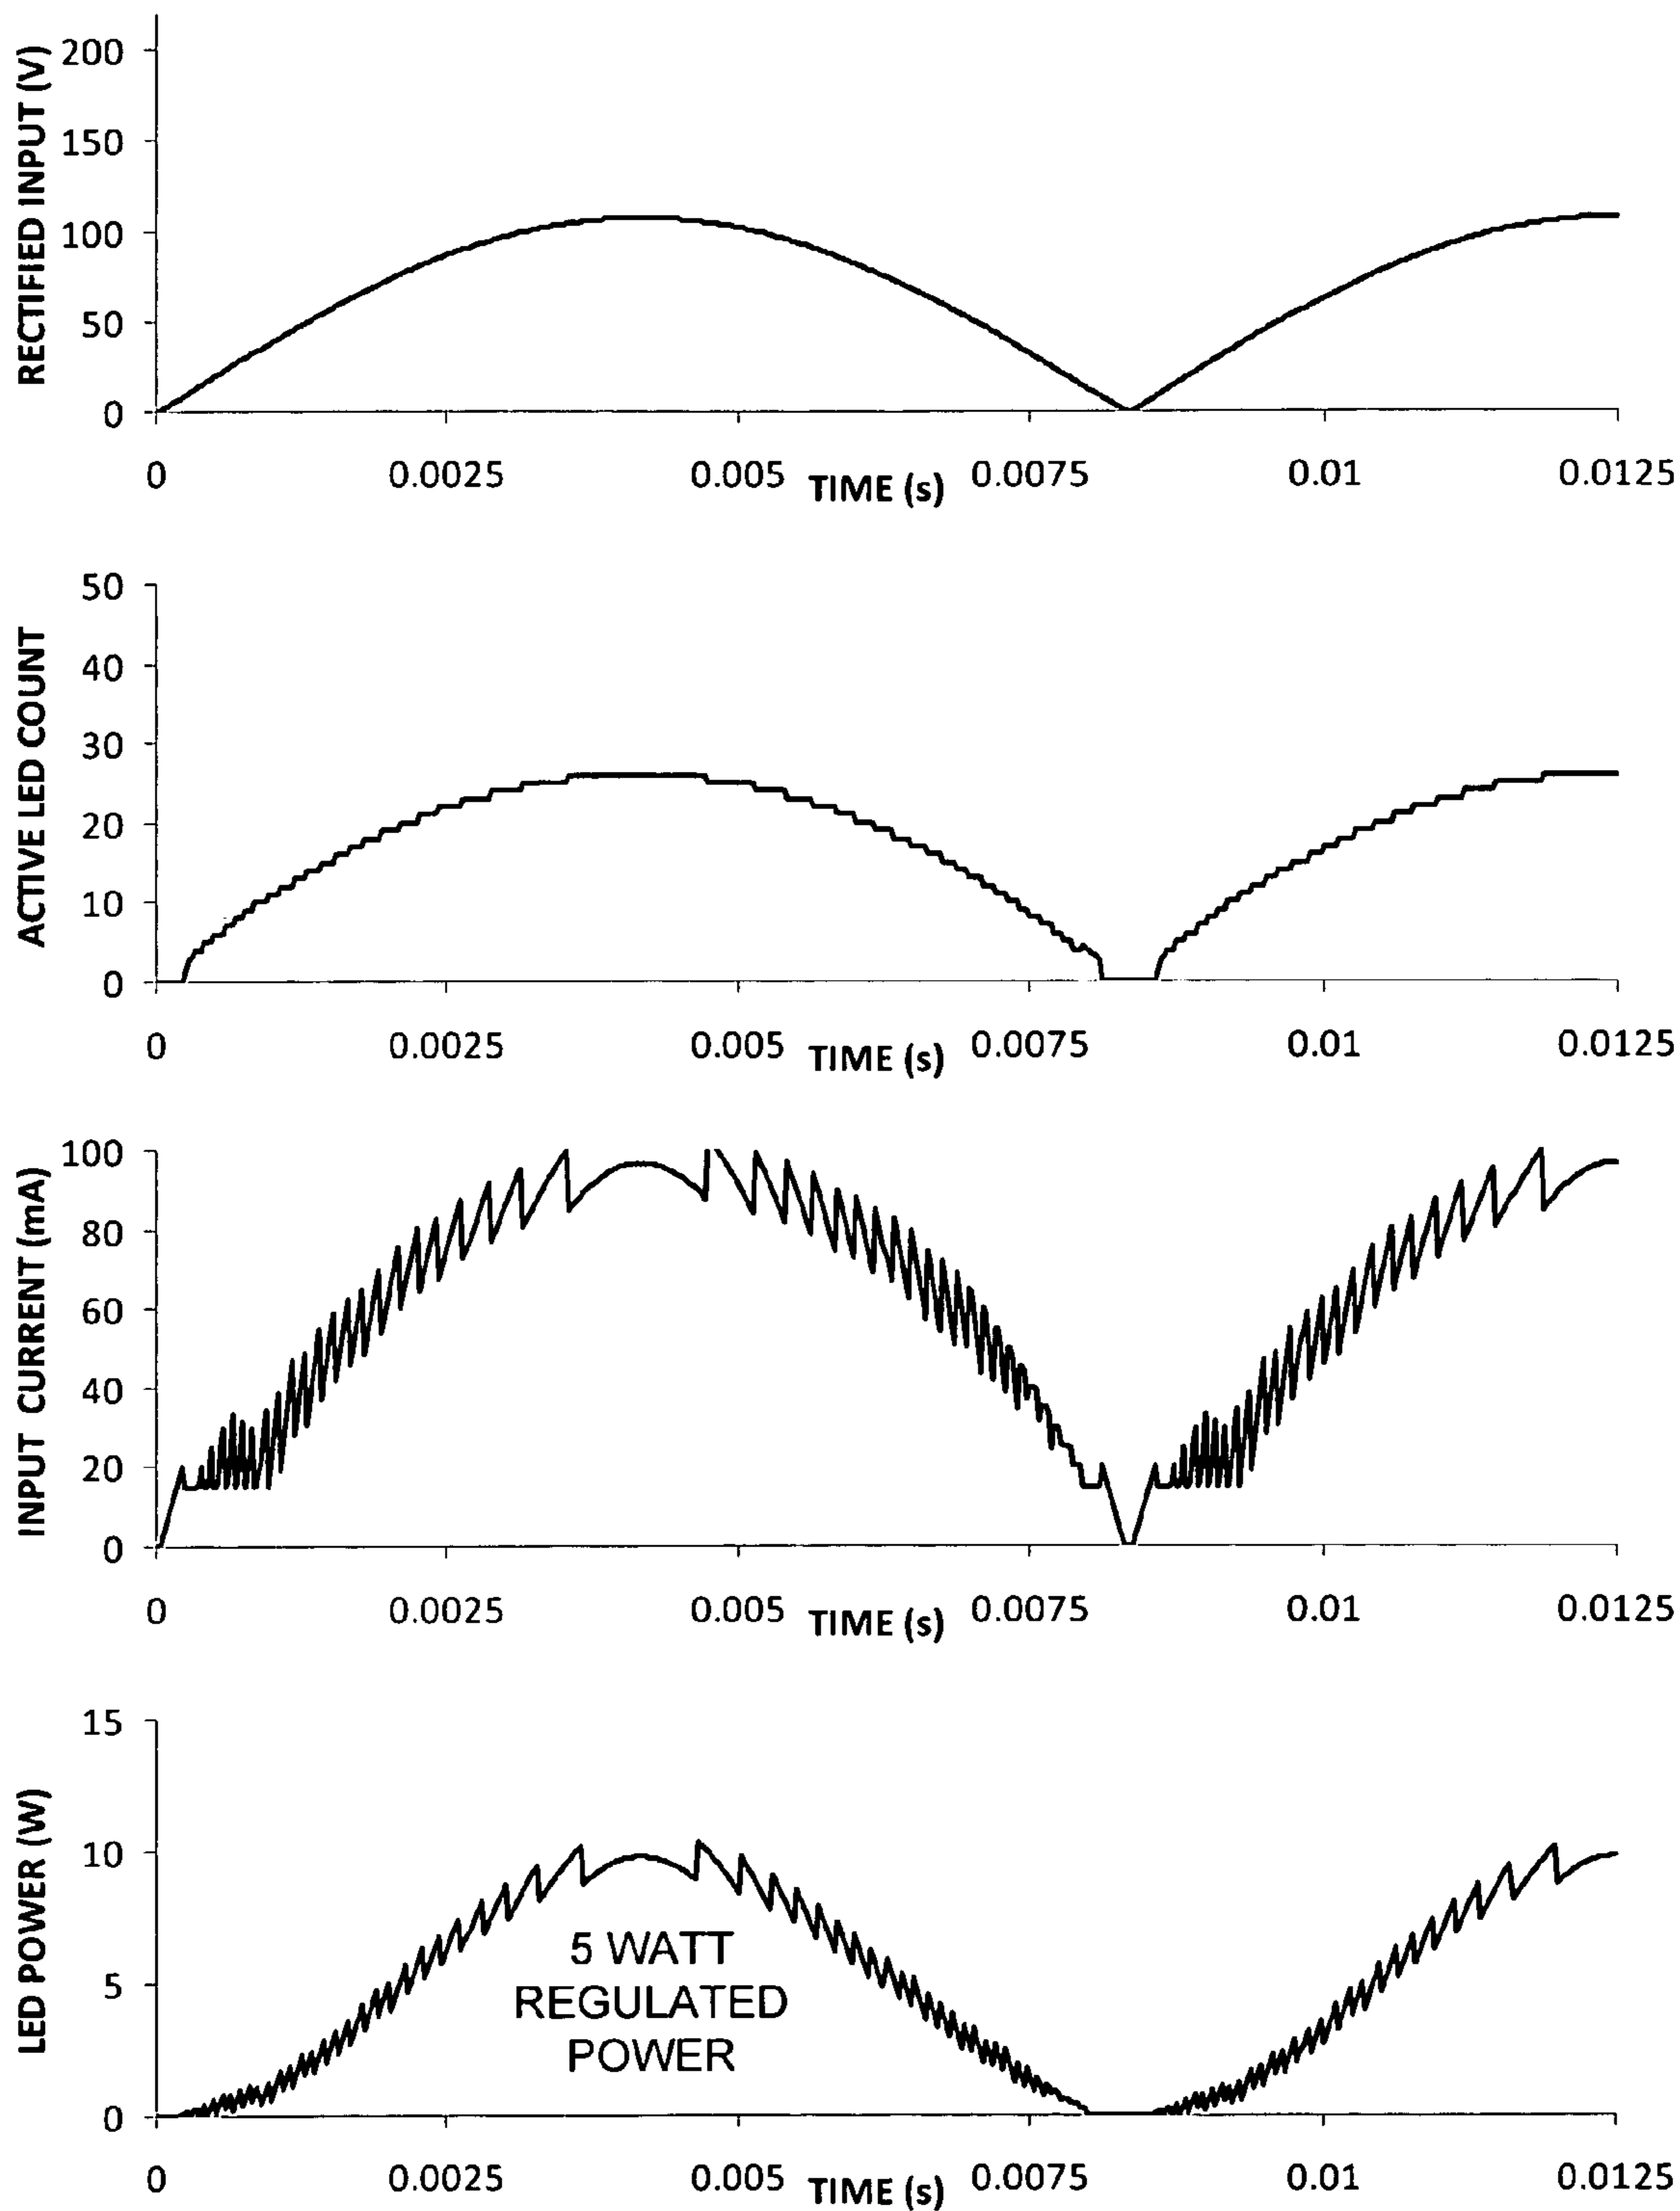 RECTIFIED INPUT (V)
200
150
100
50
0
0 0.0025 0.005 TIME (s) 0.0075 0.01 0.0125
ACTIVE LED COUNT
50
40
30
20
10
0
0 0.0025 0.005 TIME (s) 0.0075 0.01 0.0125
INPUT CURRENT (mA)
100
80
60
40
20
0
0 0.0025 0.005 TIME (s) 0.0075 0.01 0.0125
LED POWER (W)
15
10
5
0
5 WATT
REGULATED
POWER
0 0.0025 0.005 TIME (s) 0.0075 0.01 0.0125